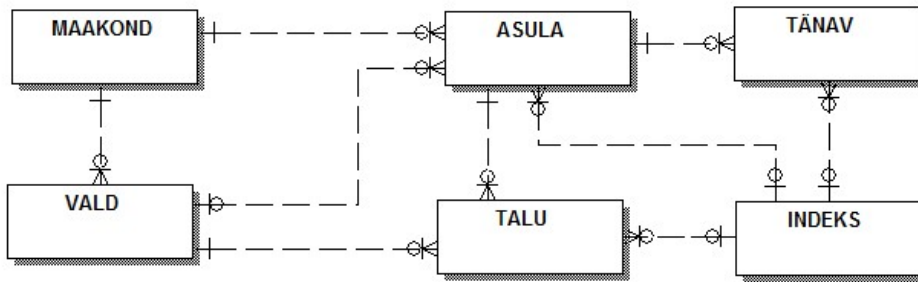 MAAKOND
ASULA
TÄNAV
VALD
TALU
INDEKS